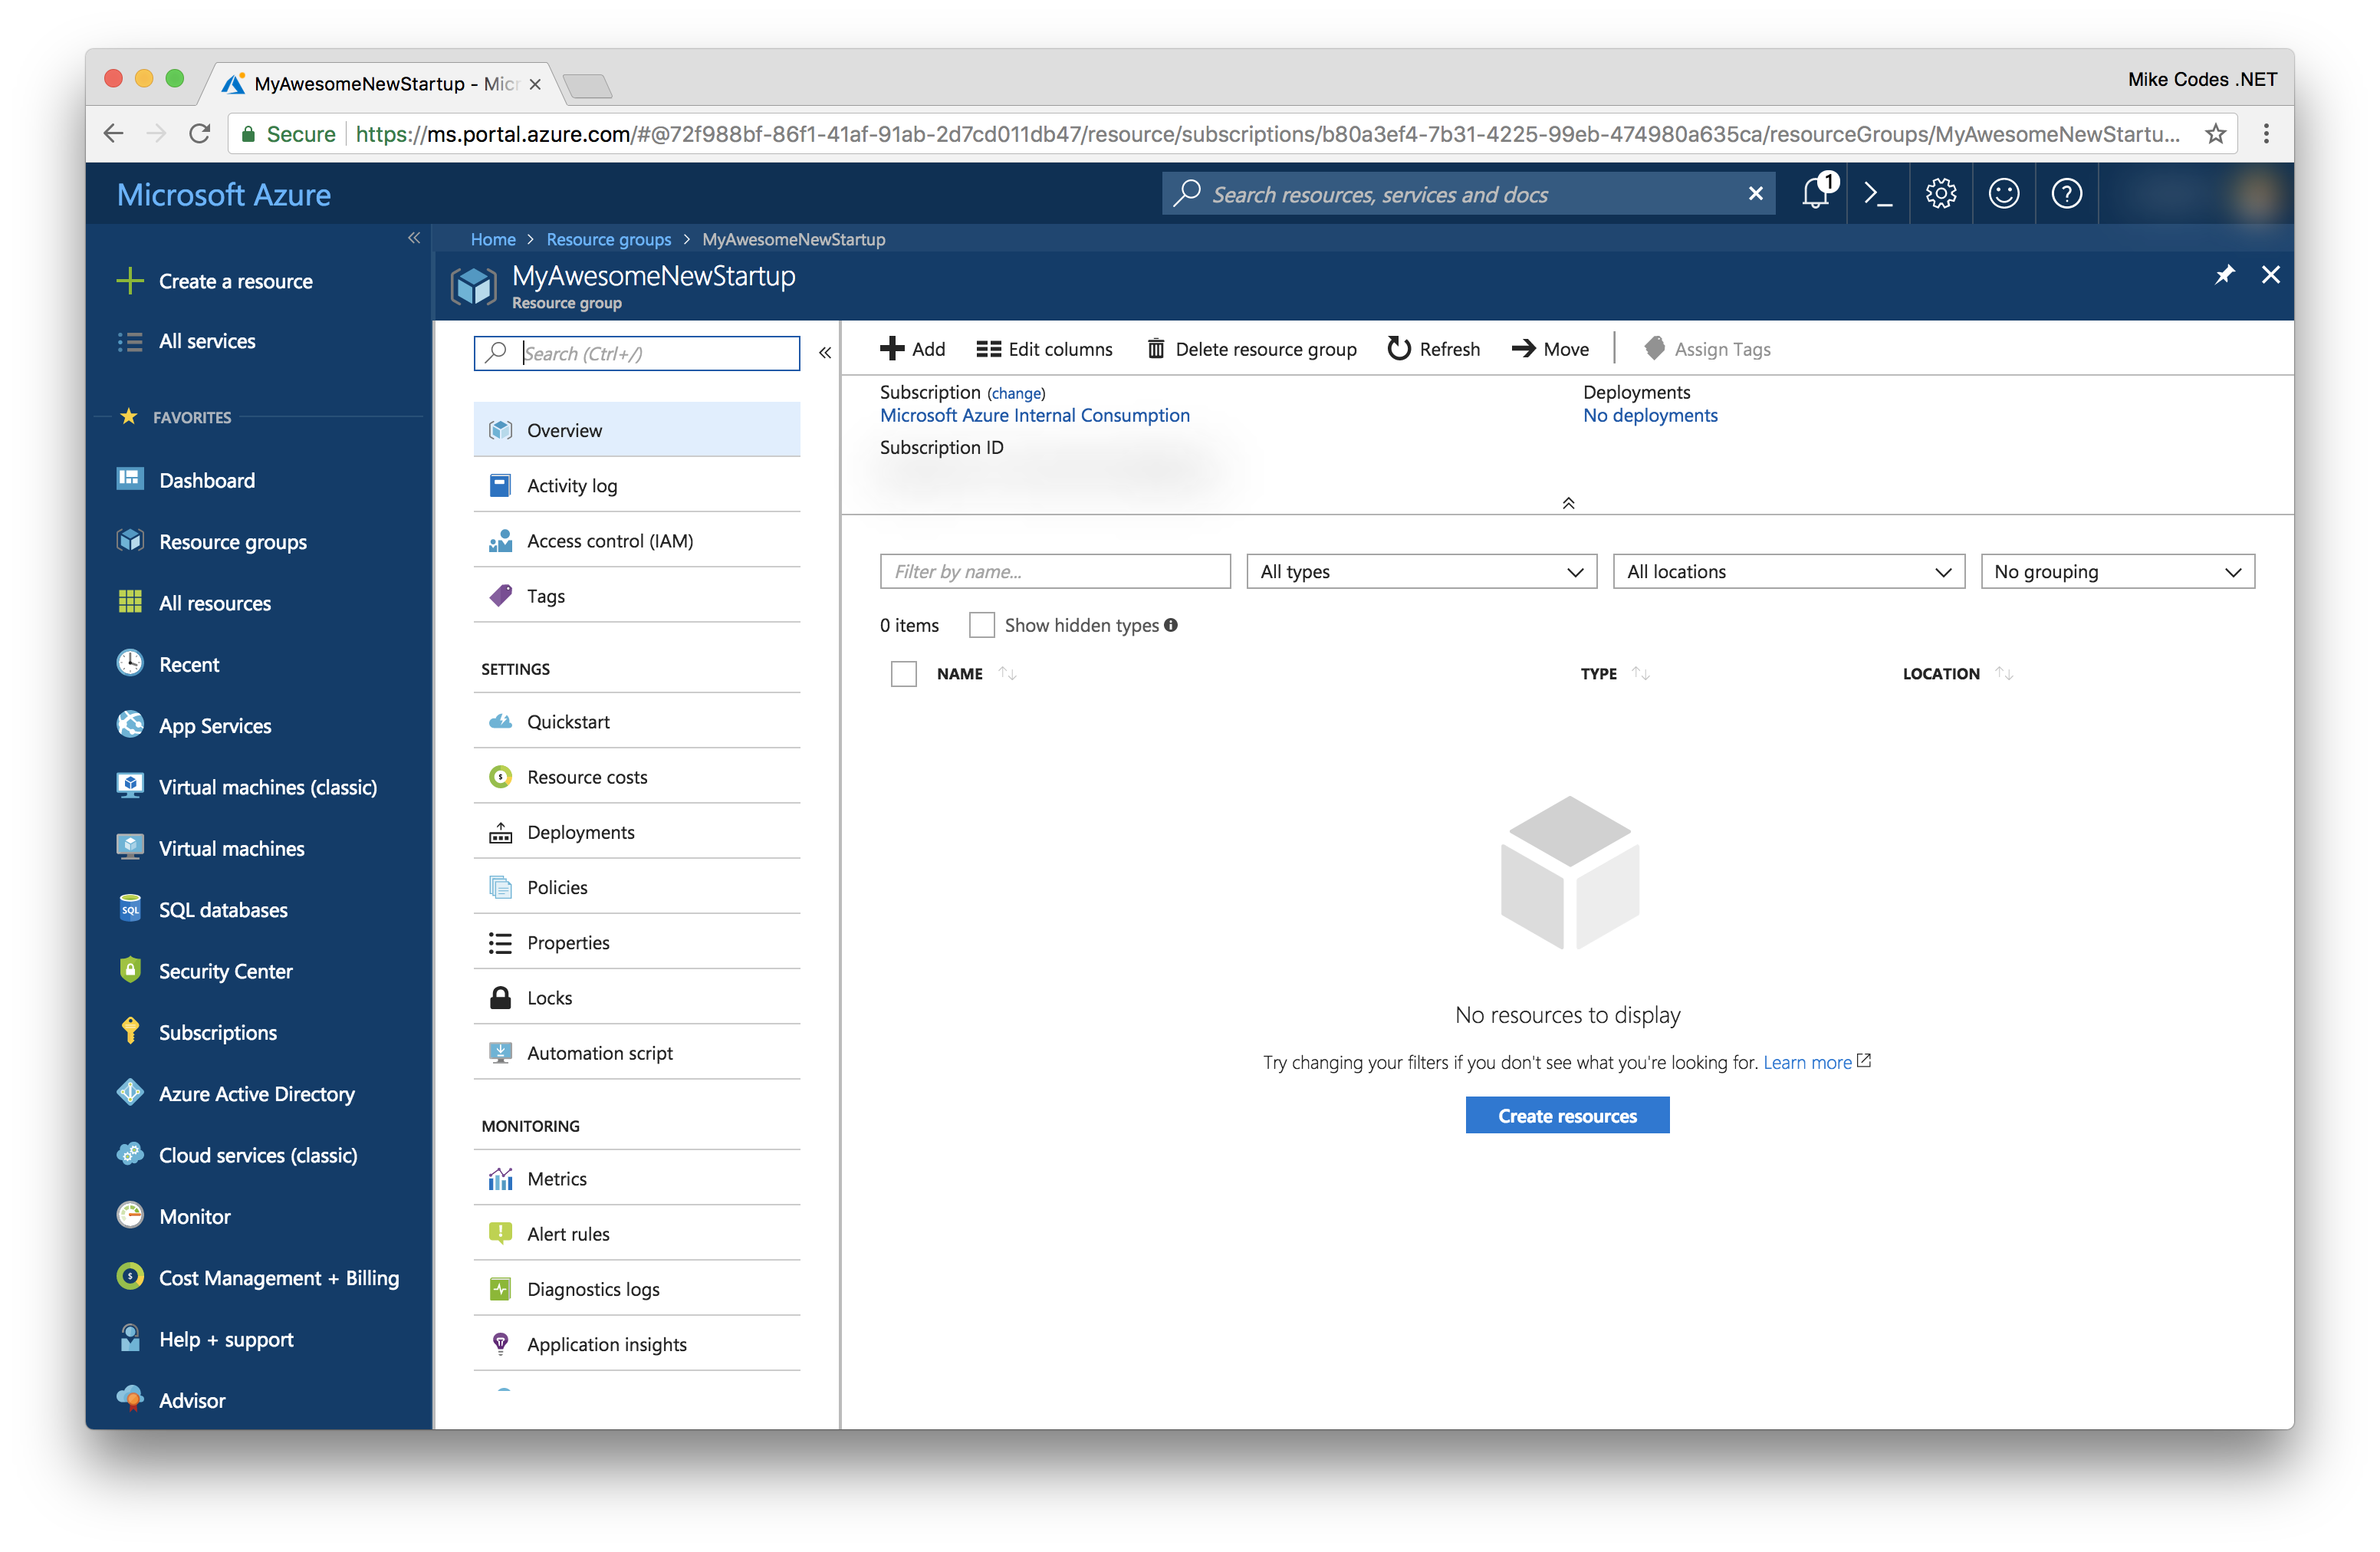 MyAwesomeNewStartup - Micr
Mike Codes .NET
Secure https://ms.portal.azure.com/#@72f988bf-86f1-41af-91ab-2d7cd011db47/resource/subscriptions/b80a3ef4-7b31-4225-99eb-474980a635ca/resourceGroups/MyAwesomeNewStartu...
Microsoft Azure
Search resources, services and docs
1
Home > Resource groups > MyAwesomeNewStartup
MyAwesomeNewStartup
Resource group
Create a resource
All services
FAVORITES
Dashboard
Resource groups
All resources
Recent
App Services
Virtual machines (classic)
Virtual machines
SQL
SQL databases
Security Center
Subscriptions
Azure Active Directory
Cloud services (classic)
Monitor
Cost Management + Billing
Help + support
Advisor
Search (Ctrl+/)
Overview
Activity log
Access control (IAM)
Tags
SETTINGS
Quickstart
Resource costs
Deployments
Policies
Properties
Locks
Automation script
MONITORING
Metrics
Alert rules
Diagnostics logs
Application insights
Add Edit columns Delete resource group Refresh Move Assign Tags
Subscription (change)
Microsoft Azure Internal Consumption
Subscription ID
Deployments
No deployments
Filter by name...
All types
All locations
No grouping
0 items Show hidden types
NAME TYPE LOCATION
No resources to display
Try changing your filters if you don't see what you're looking for. Learn more
Create resources